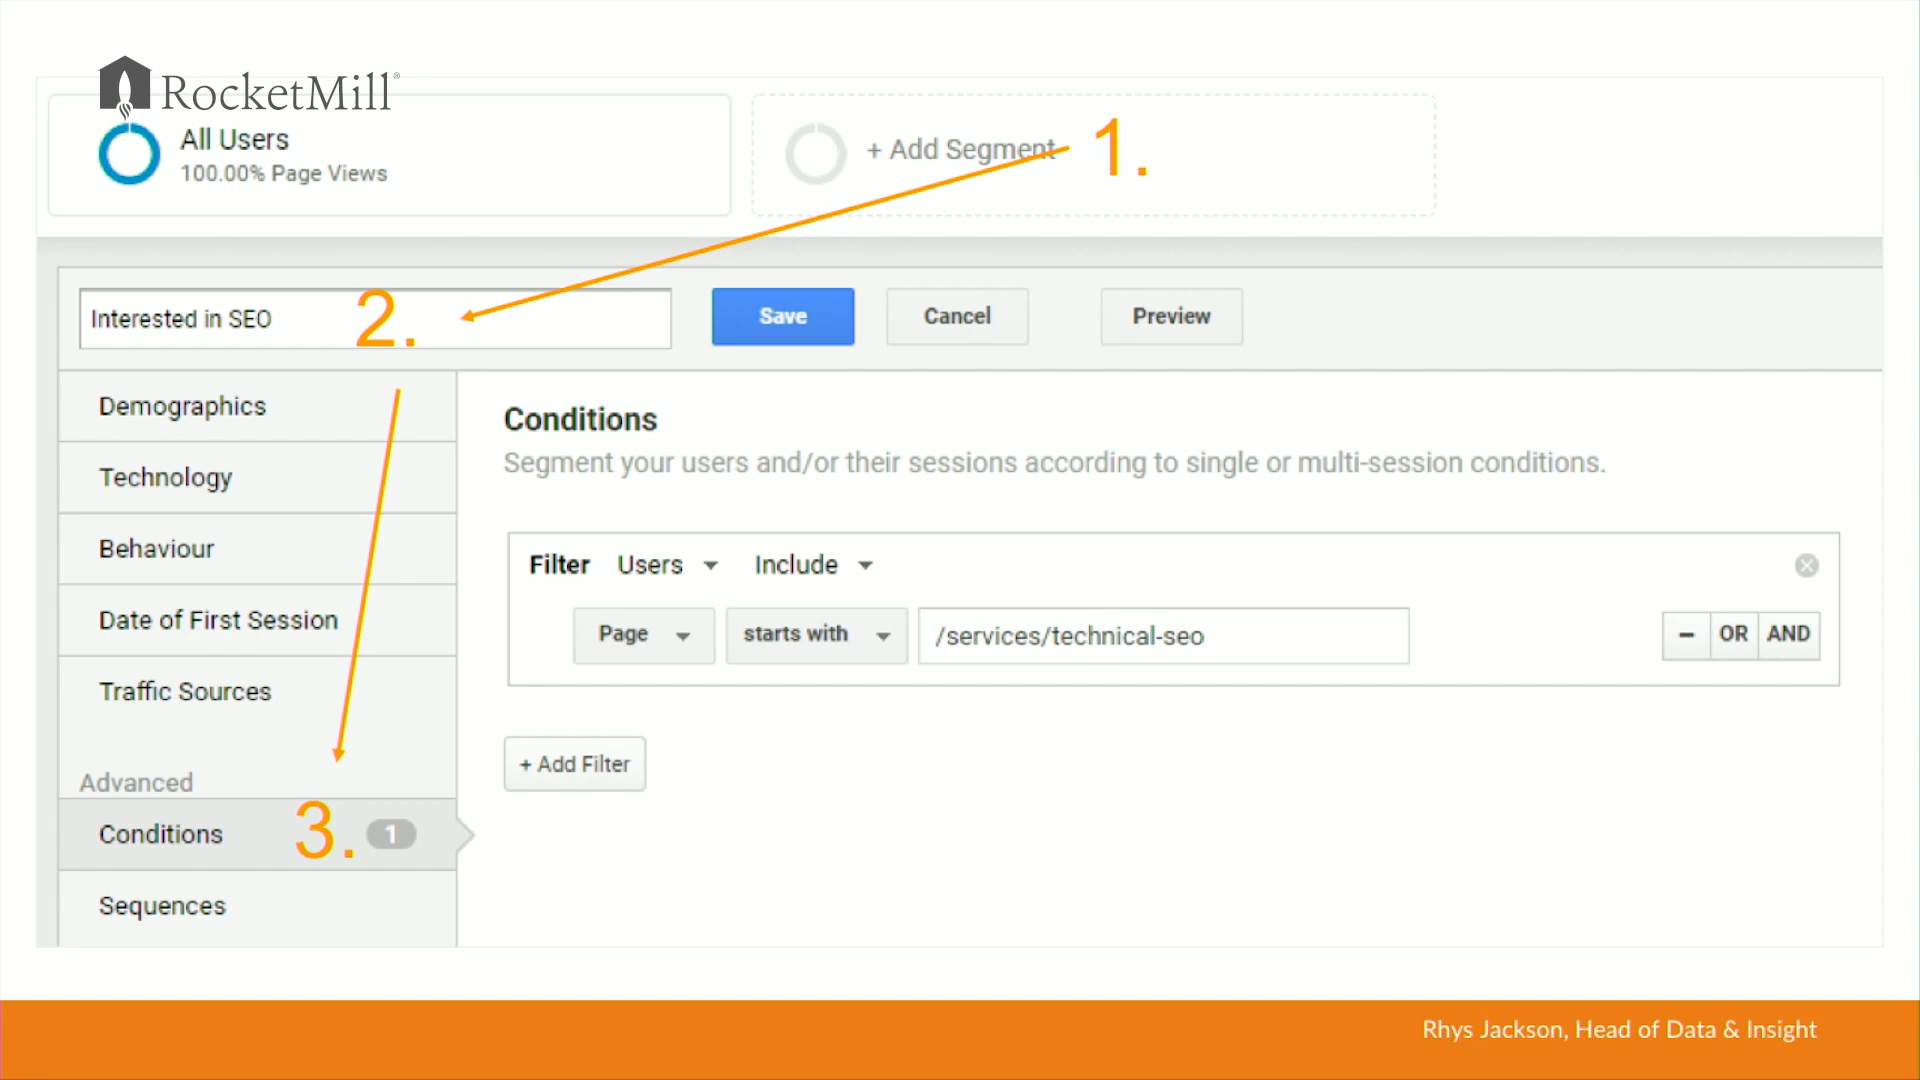 RocketMill®
All Users
100.00% Page Views
+ Add Segment
1.
Interested in SEO
2.
Save
Cancel
Preview
Demographics
Technology
Behaviour
Date of First Session
Traffic Sources
Advanced
Conditions
3.
1
Sequences
Conditions
Segment your users and/or their sessions according to single or multi-session conditions.
Filter Users Include
Page starts with /services/technical-seo
– OR AND
+ Add Filter
Rhys Jackson, Head of Data & Insight